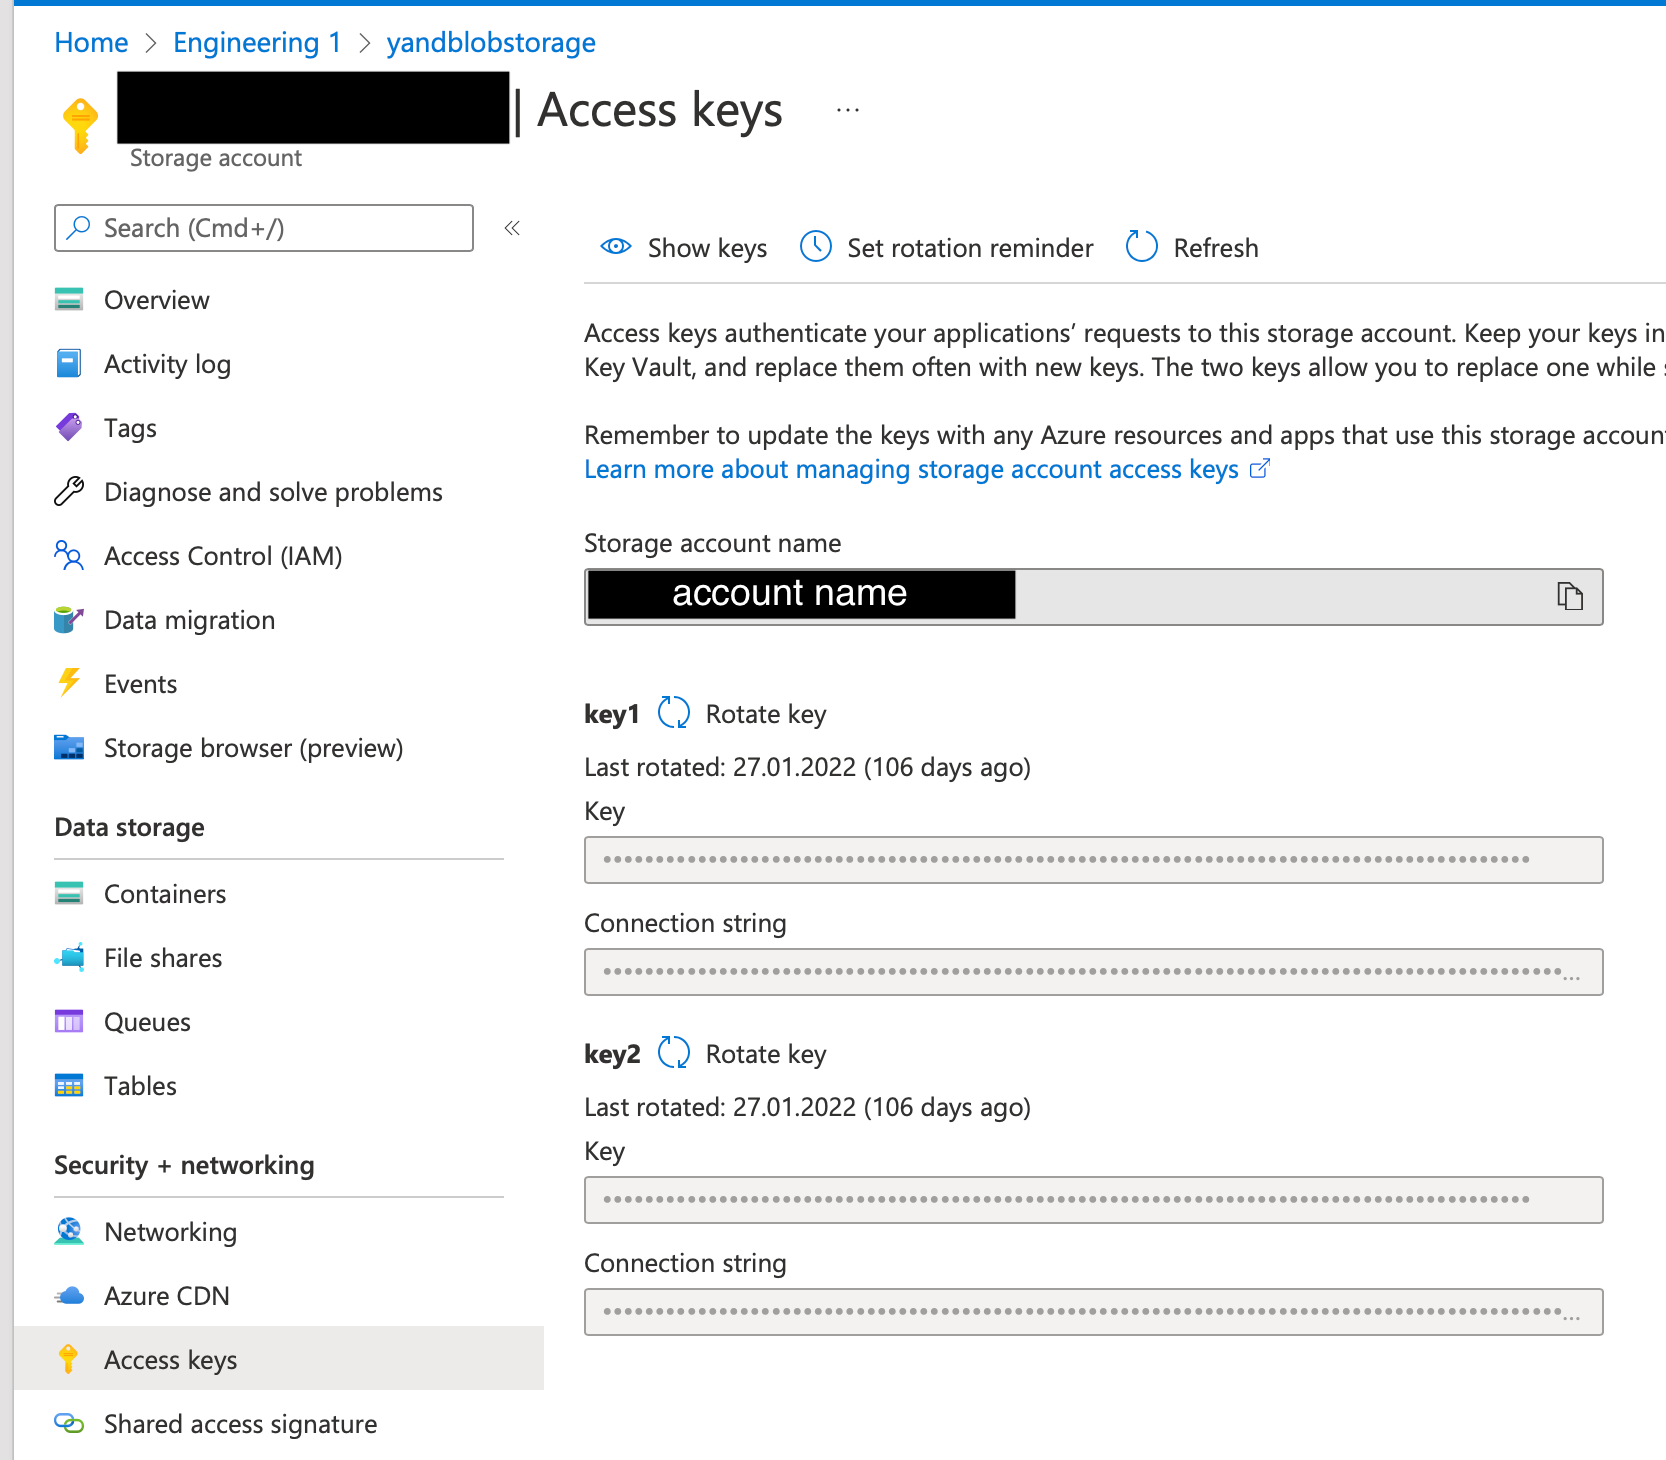 Home > Engineering 1 > yandblobstorage
| Access keys ...
Storage account
Search (Cmd+/)
«
Show keys
Set rotation reminder
Refresh
Overview
Activity log
Tags
Diagnose and solve problems
Access Control (IAM)
Data migration
Events
Storage browser (preview)
Data storage
Containers
File shares
Queues
Tables
Security + networking
Networking
Azure CDN
Access keys
Shared access signature
Access keys authenticate your applications’ requests to this storage account. Keep your keys in
Key Vault, and replace them often with new keys. The two keys allow you to replace one while
Remember to update the keys with any Azure resources and apps that use this storage account
Learn more about managing storage account access keys
Storage account name
account name
key1 Rotate key
Last rotated: 27.01.2022 (106 days ago)
Key
Connection string
key2 Rotate key
Last rotated: 27.01.2022 (106 days ago)
Key
Connection string